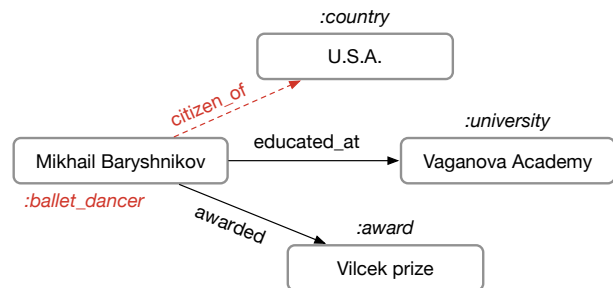 :country
U.S.A.
citizen_of
:university
educated_at
Mikhail Baryshnikov
Vaganova Academy
:ballet_dancer
awarded
:award
Vilcek prize